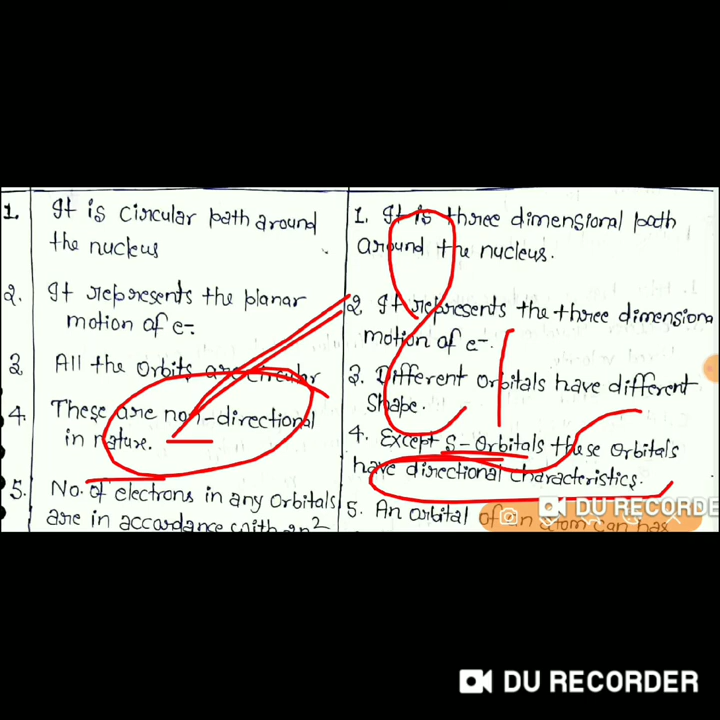 1. It is circular path around
the nucleus
2. It represents the planar
motion of e-.
3. All the orbits are circular
4. These are non-directional
in nature.
5. No. of electrons in any orbitals
are in accordance with 2n2
1. It is three dimensional path
around the nucleus.
2. It represents the three dimensiona
motion of e-.
3. Different orbitals have different
Shape.
4. Except S-Orbitals these orbitals
have directional characteristics.
5. An orbital of an atom can has
DU RECORDE
DU RECORDER